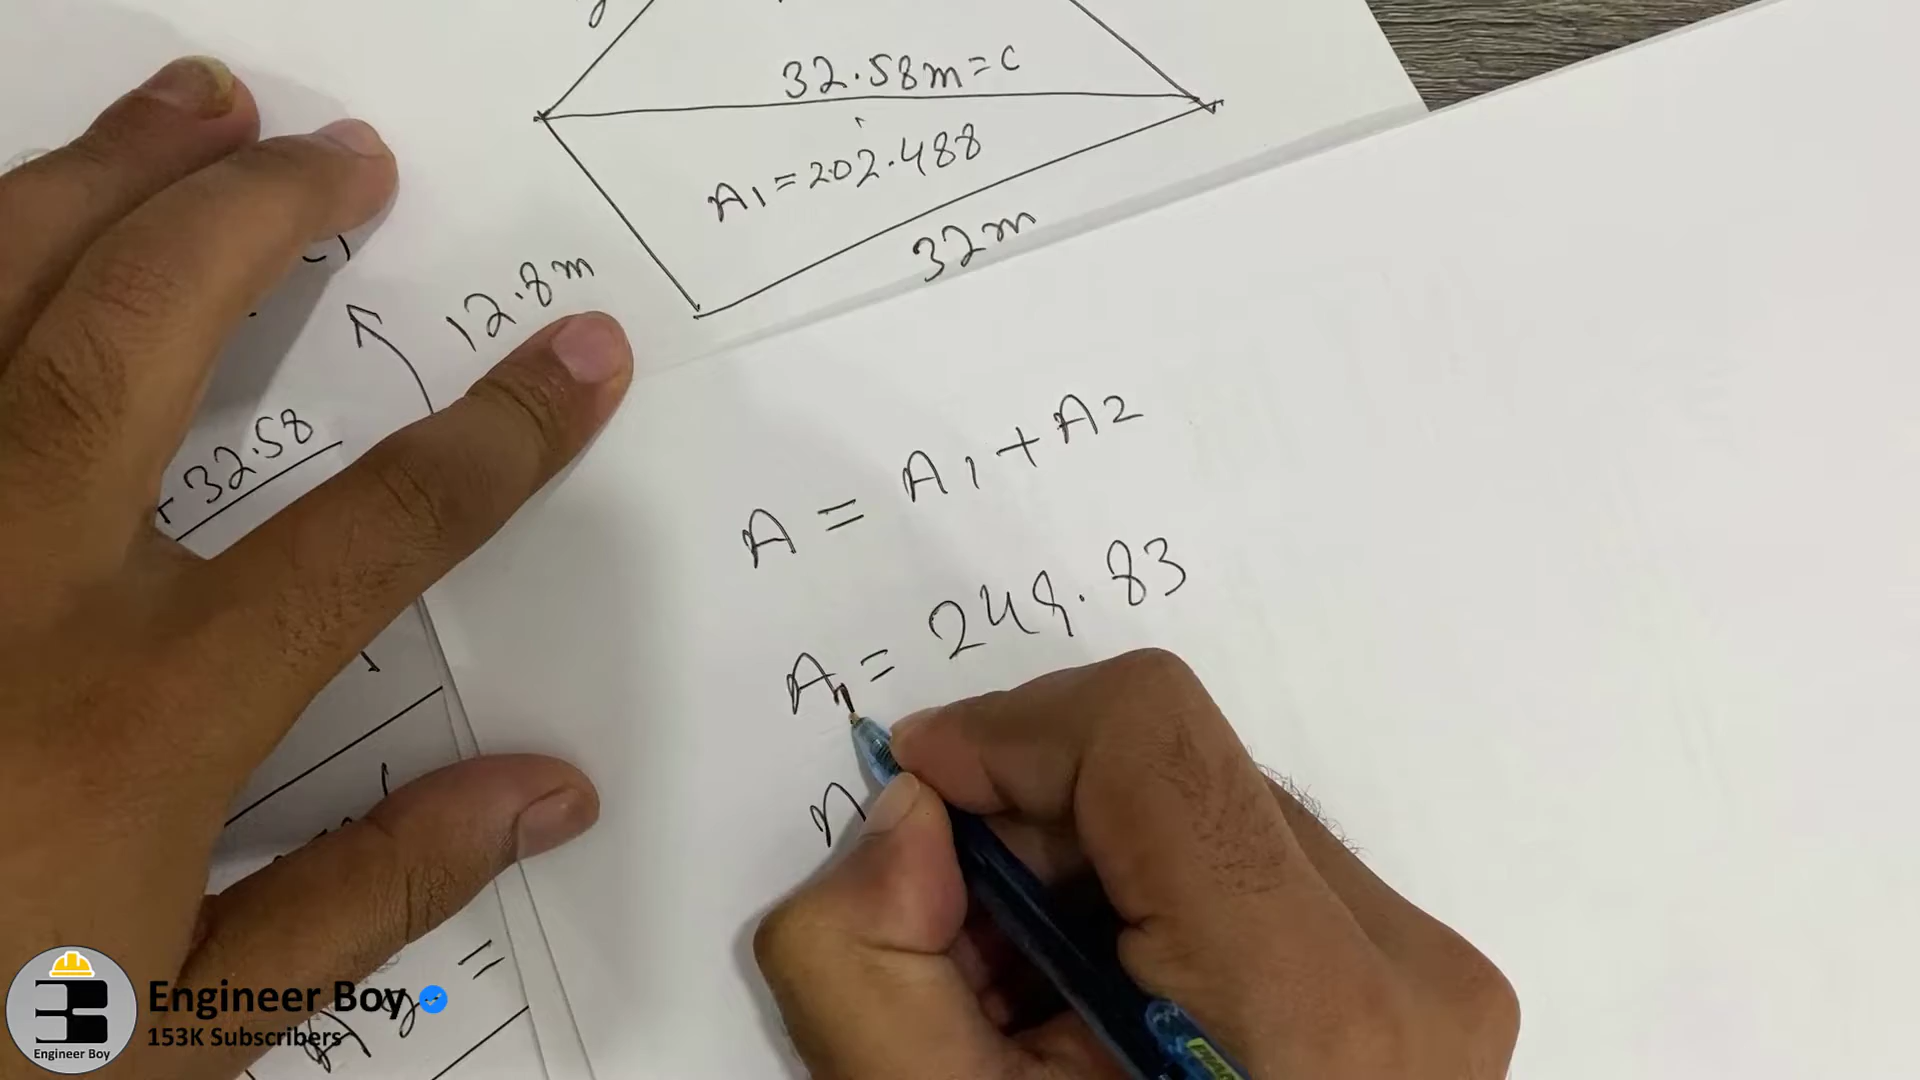 32.58m=c
A1=202.488
32m
12.8m
+32.58
A = A1+A2
A = 249.83
n
=
Engineer Boy
153K Subscribers
Engineer Boy